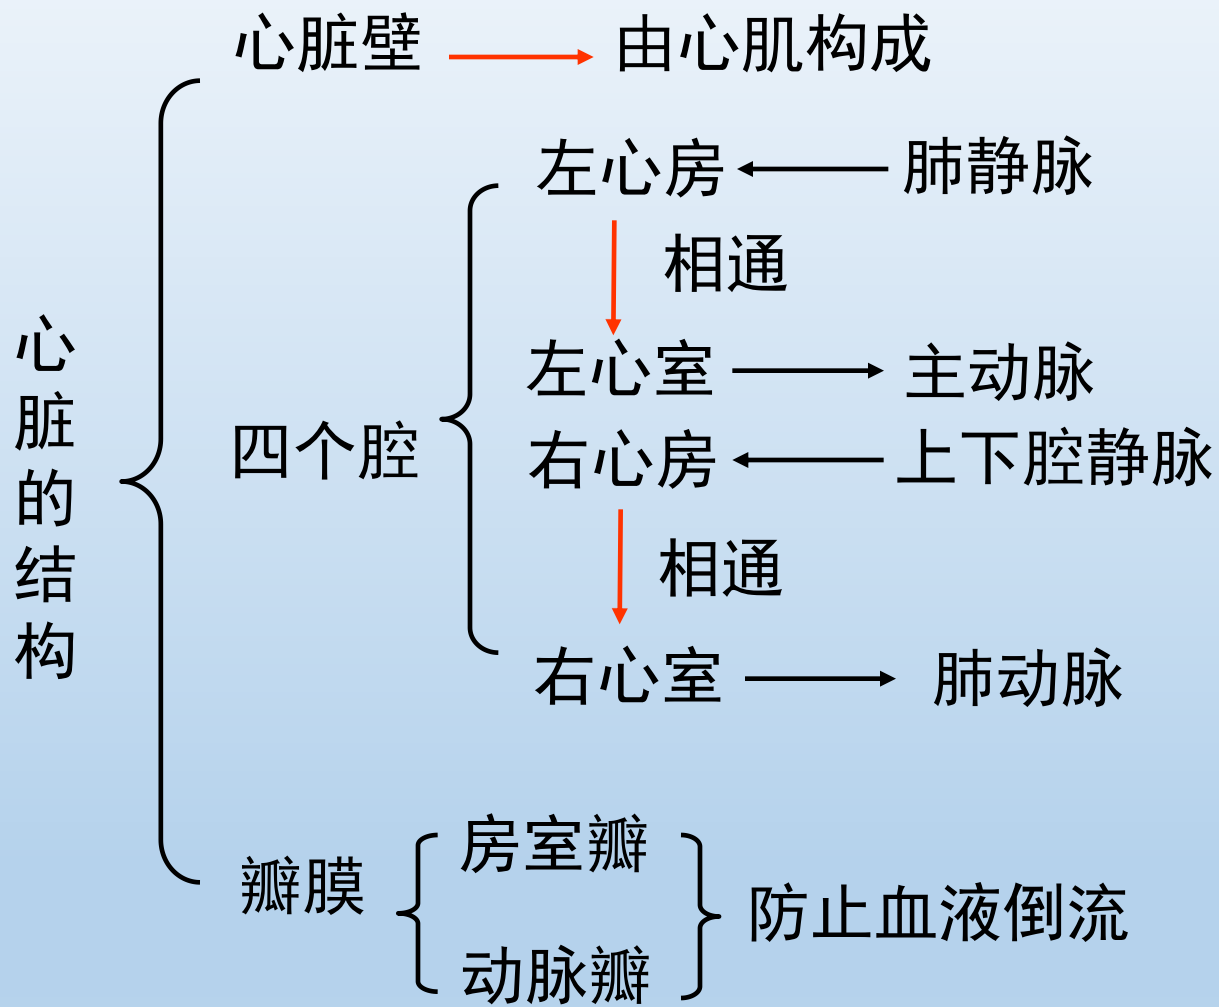 心脏壁
由心肌构成
左心房
肺静脉
相通
左心室
主动脉
心脏的结构
四个腔
右心房
上下腔静脉
相通
右心室
肺动脉
瓣膜
房室瓣
动脉瓣
防止血液倒流